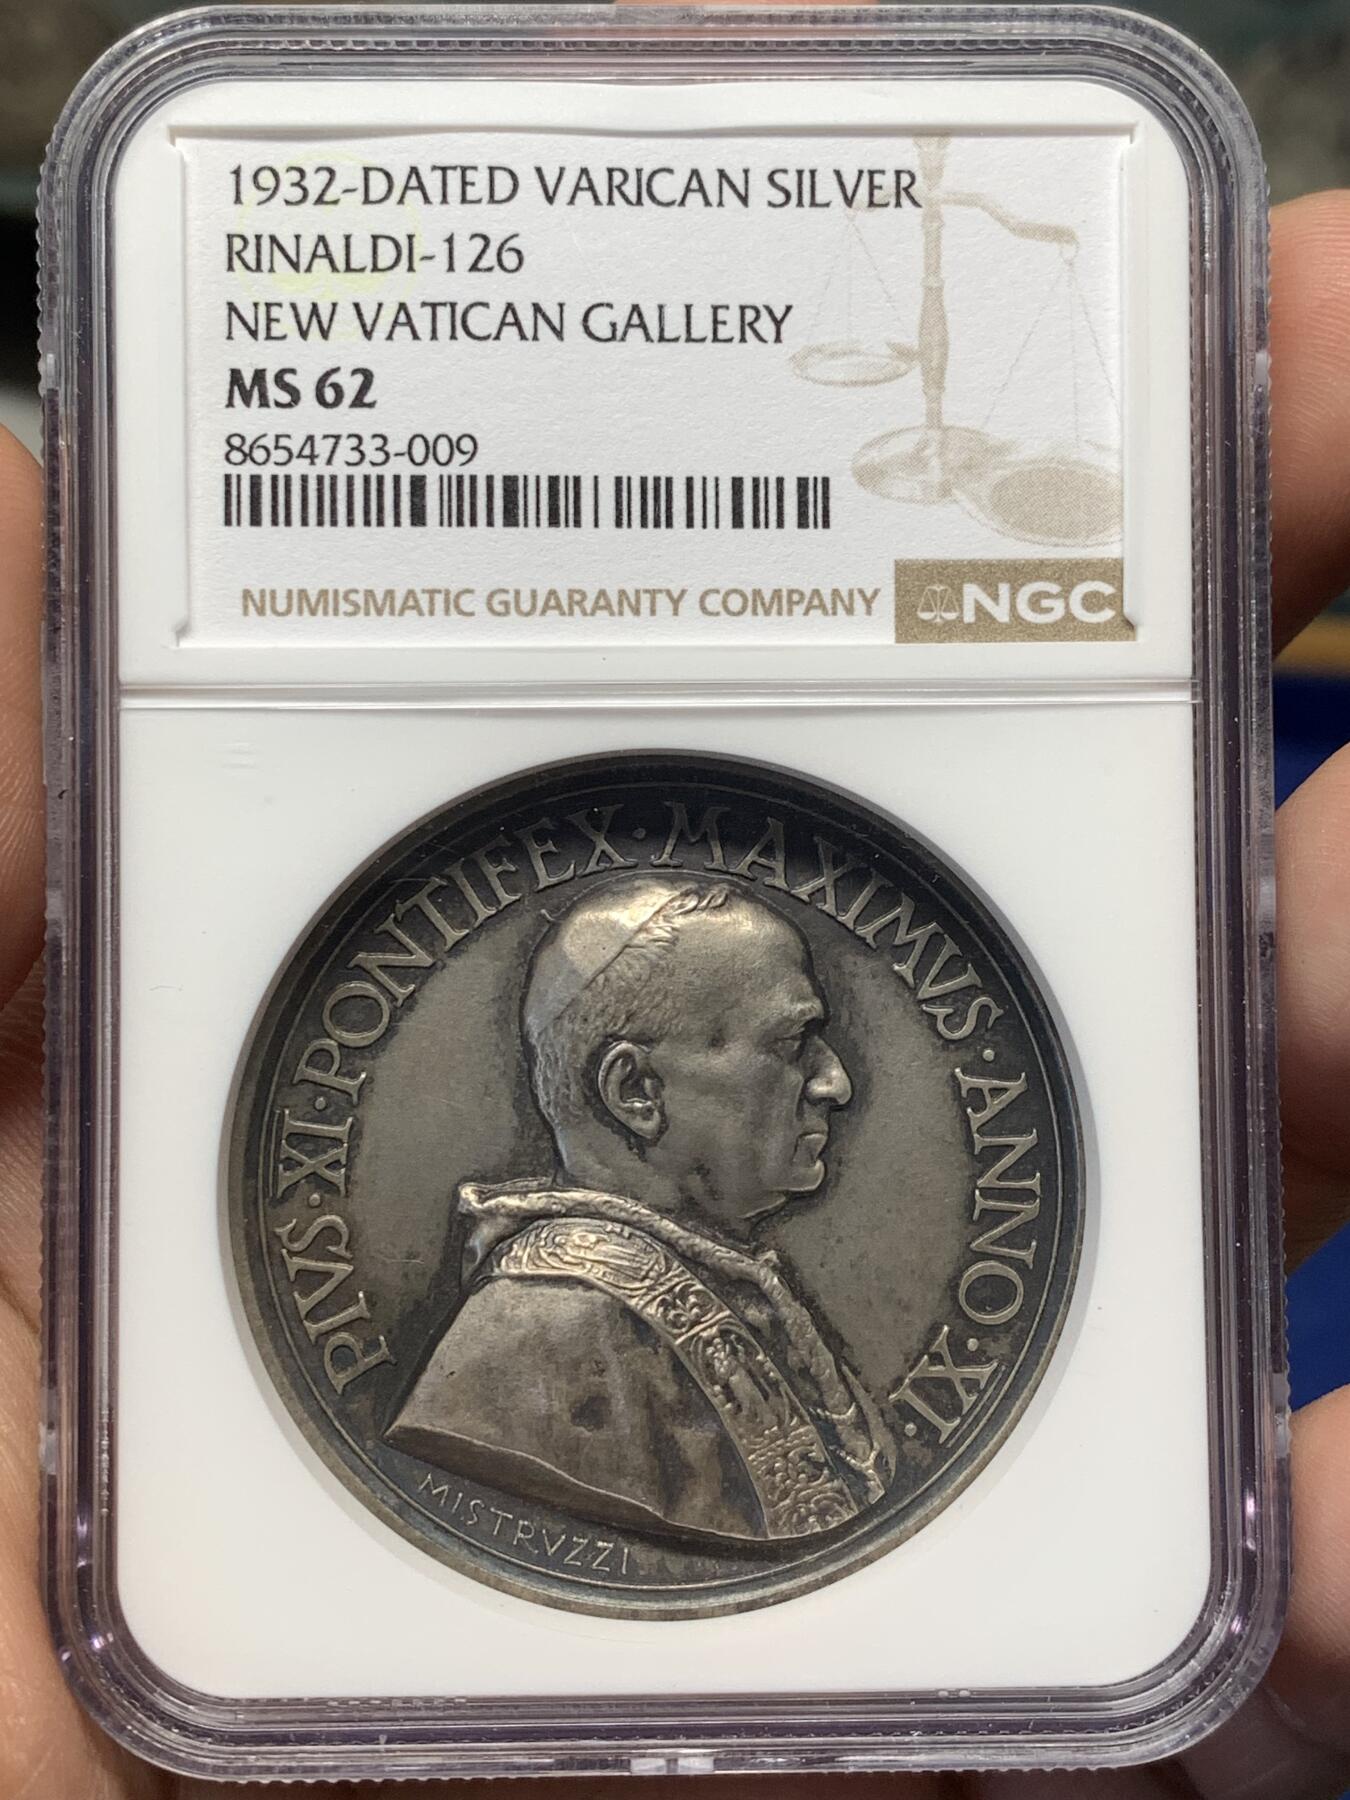 1932-DATED VARICAN SILVER
RINALDI-126
NEW VATICAN GALLERY
MS 62
8654733-009
NUMISMATIC GUARANTY COMPANY
NGC
PIVS·XI·PONTIFEX·MAXIMVS·ANNO·XI·
MISTRVZZI